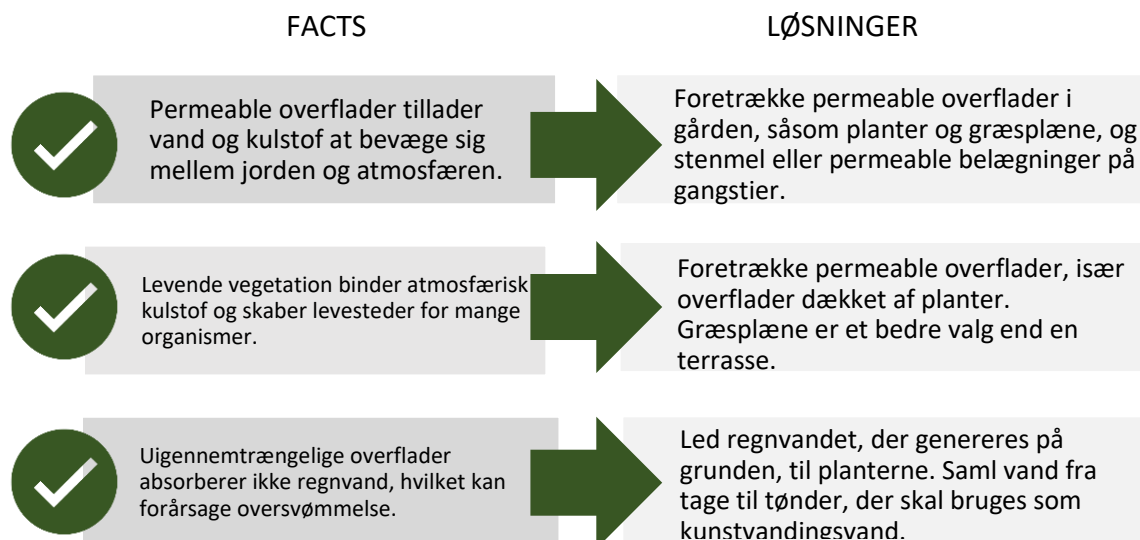 FACTS
LØSNINGER
Permeable overflader tillader
vand og kulstof at bevæge sig
mellem jorden og atmosfæren.
Foretrække permeable overflader i
gården, såsom planter og græsplæne, og
stenmel eller permeable belægninger på
gangstier.
Levende vegetation binder atmosfærisk
kulstof og skaber levesteder for mange
organismer.
Foretrække permeable overflader, især
overflader dækket af planter.
Græsplæne er et bedre valg end en
terrasse.
Uigennemtrængelige overflader
absorberer ikke regnvand, hvilket kan
forårsage oversvømmelse.
Led regnvandet, der genereres på
grunden, til planterne. Saml vand fra
tage til tønder, der skal bruges som
kunstvandingsvand.